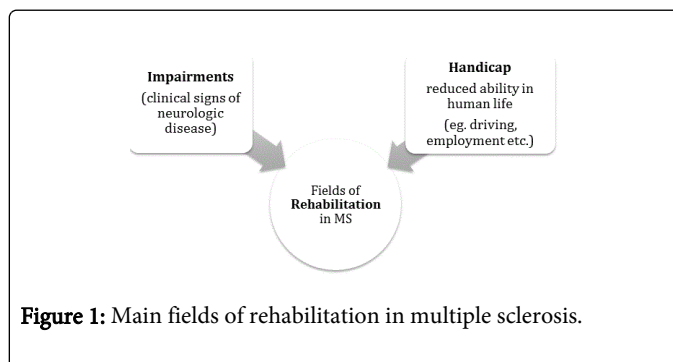 Impairments
(clinical signs of
neurologic
disease)
Handicap
reduced ability in
human life
(eg. driving,
employment etc.)
Fields of
Rehabilitation
in MS
Figure 1: Main fields of rehabilitation in multiple sclerosis.